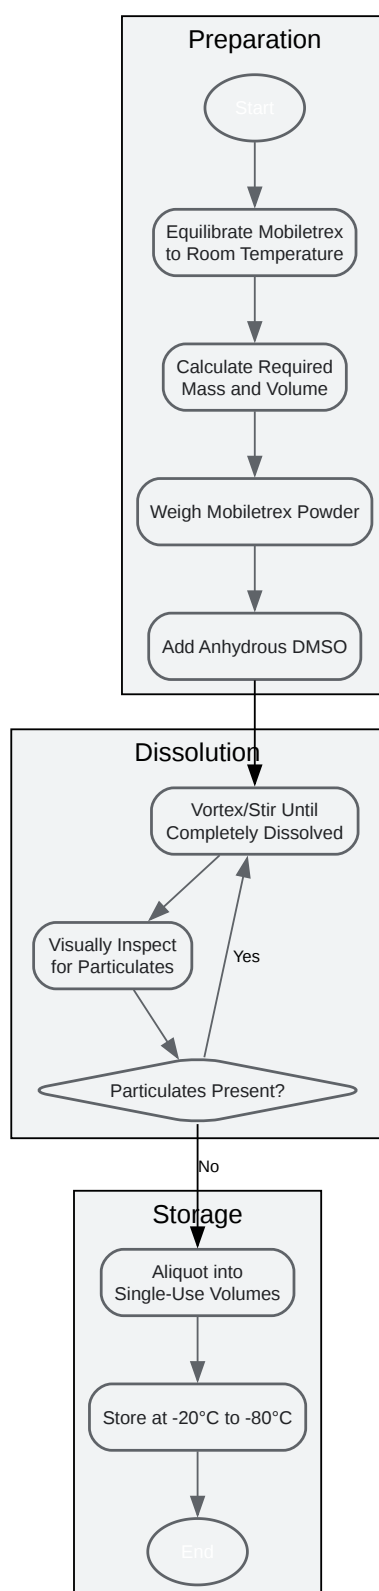 Preparation
Start
Equilibrate Mobiletrex
to Room Temperature
Calculate Required
Mass and Volume
Weigh Mobiletrex Powder
Add Anhydrous DMSO
Dissolution
Vortex/Stir Until
Completely Dissolved
Visually Inspect
for Particulates
Yes
Particulates Present?
No
Storage
Aliquot into
Single-Use Volumes
Store at -20°C to -80°C
End